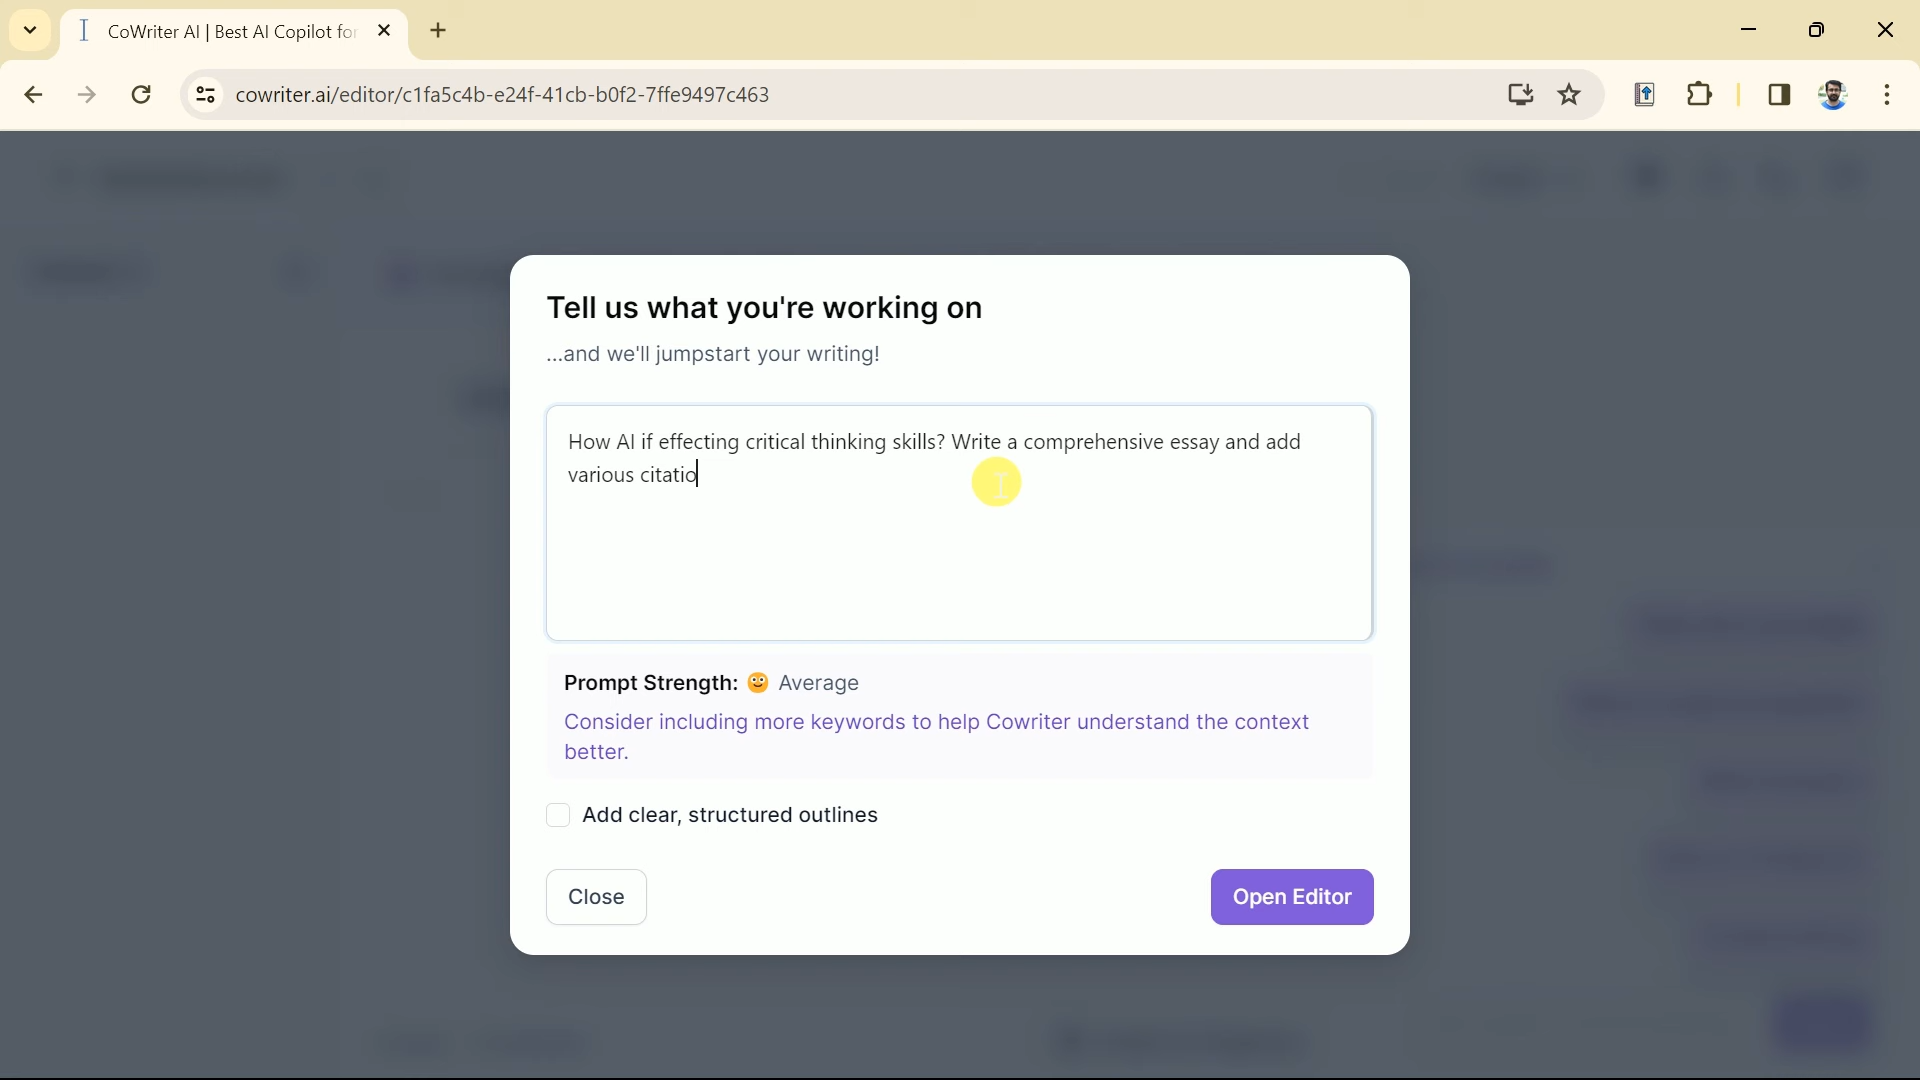 CoWriter AI | Best AI Copilot for
cowriter.ai/editor/c1fa5c4b-e24f-41cb-b0f2-7ffe9497c463
Tell us what you're working on
...and we'll jumpstart your writing!
How AI if effecting critical thinking skills? Write a comprehensive essay and add
various citatio
Prompt Strength: Average
Consider including more keywords to help Cowriter understand the context
better.
Add clear, structured outlines
Close
Open Editor